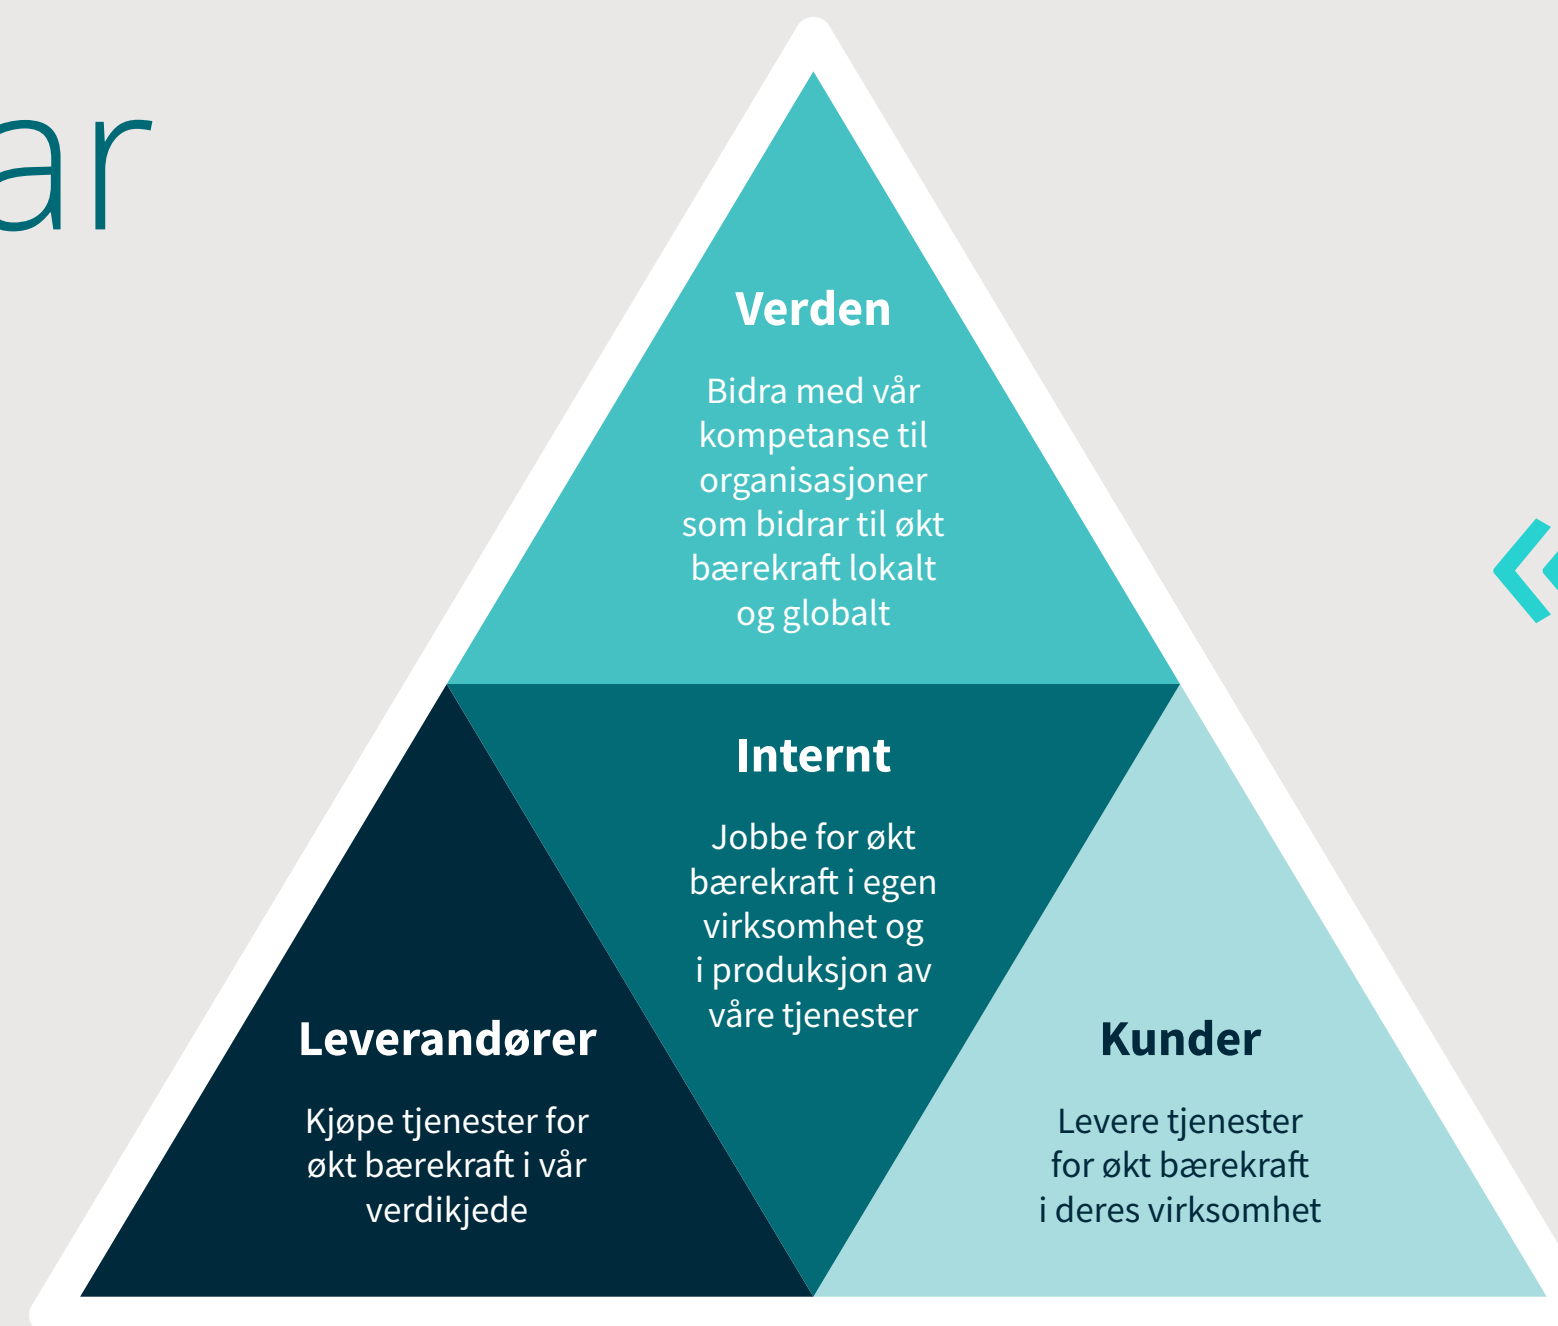 ar
Verden
Bidra med vår
kompetanse til
organisasjoner
som bidrar til økt
bærekraft lokalt
og globalt
«
Internt
Jobbe for økt
bærekraft i egen
virksomhet og
i produksjon av
våre tjenester
Leverandører
Kjøpe tjenester for
økt bærekraft i vår
verdikjede
Kunder
Levere tjenester
for økt bærekraft
i deres virksomhet